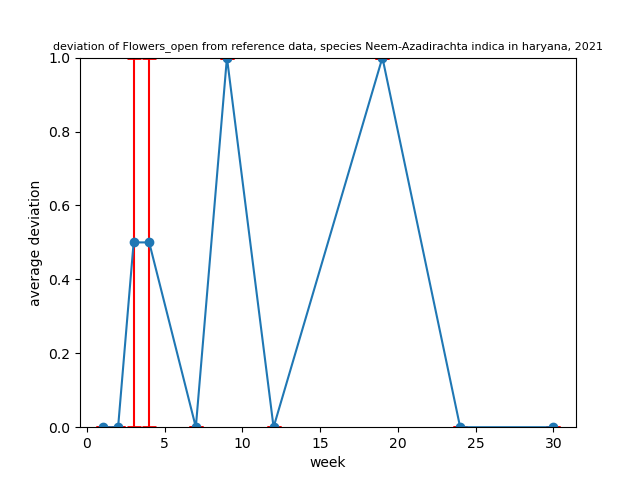 deviation of Flowers_open from reference data, species Neem-Azadirachta indica in haryana, 2021
1.0
0.8
0.6
0.4
0.2
0.0
average deviation
0 5 10 15 20 25 30
week